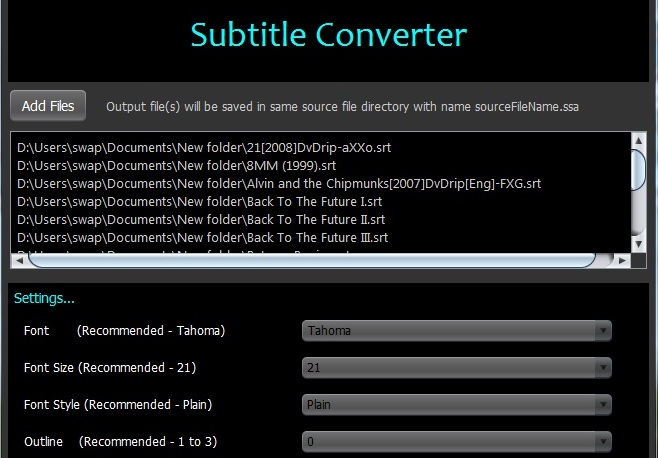 Subtitle Converter
Add Files
Output file(s) will be saved in same source file directory with name sourceFileName.ssa
D:\Users\swap\Documents\New folder\21[2008]DvDrip-aXXo.srt
D:\Users\swap\Documents\New folder\8MM (1999).srt
D:\Users\swap\Documents\New folder\Alvin and the Chipmunks[2007]DvDrip[Eng]-FXG.srt
D:\Users\swap\Documents\New folder\Back To The Future I.srt
D:\Users\swap\Documents\New folder\Back To The Future II.srt
D:\Users\swap\Documents\New folder\Back To The Future III.srt
Settings...
Font (Recommended - Tahoma) Tahoma
Font Size (Recommended - 21) 21
Font Style (Recommended - Plain) Plain
Outline (Recommended - 1 to 3) 0